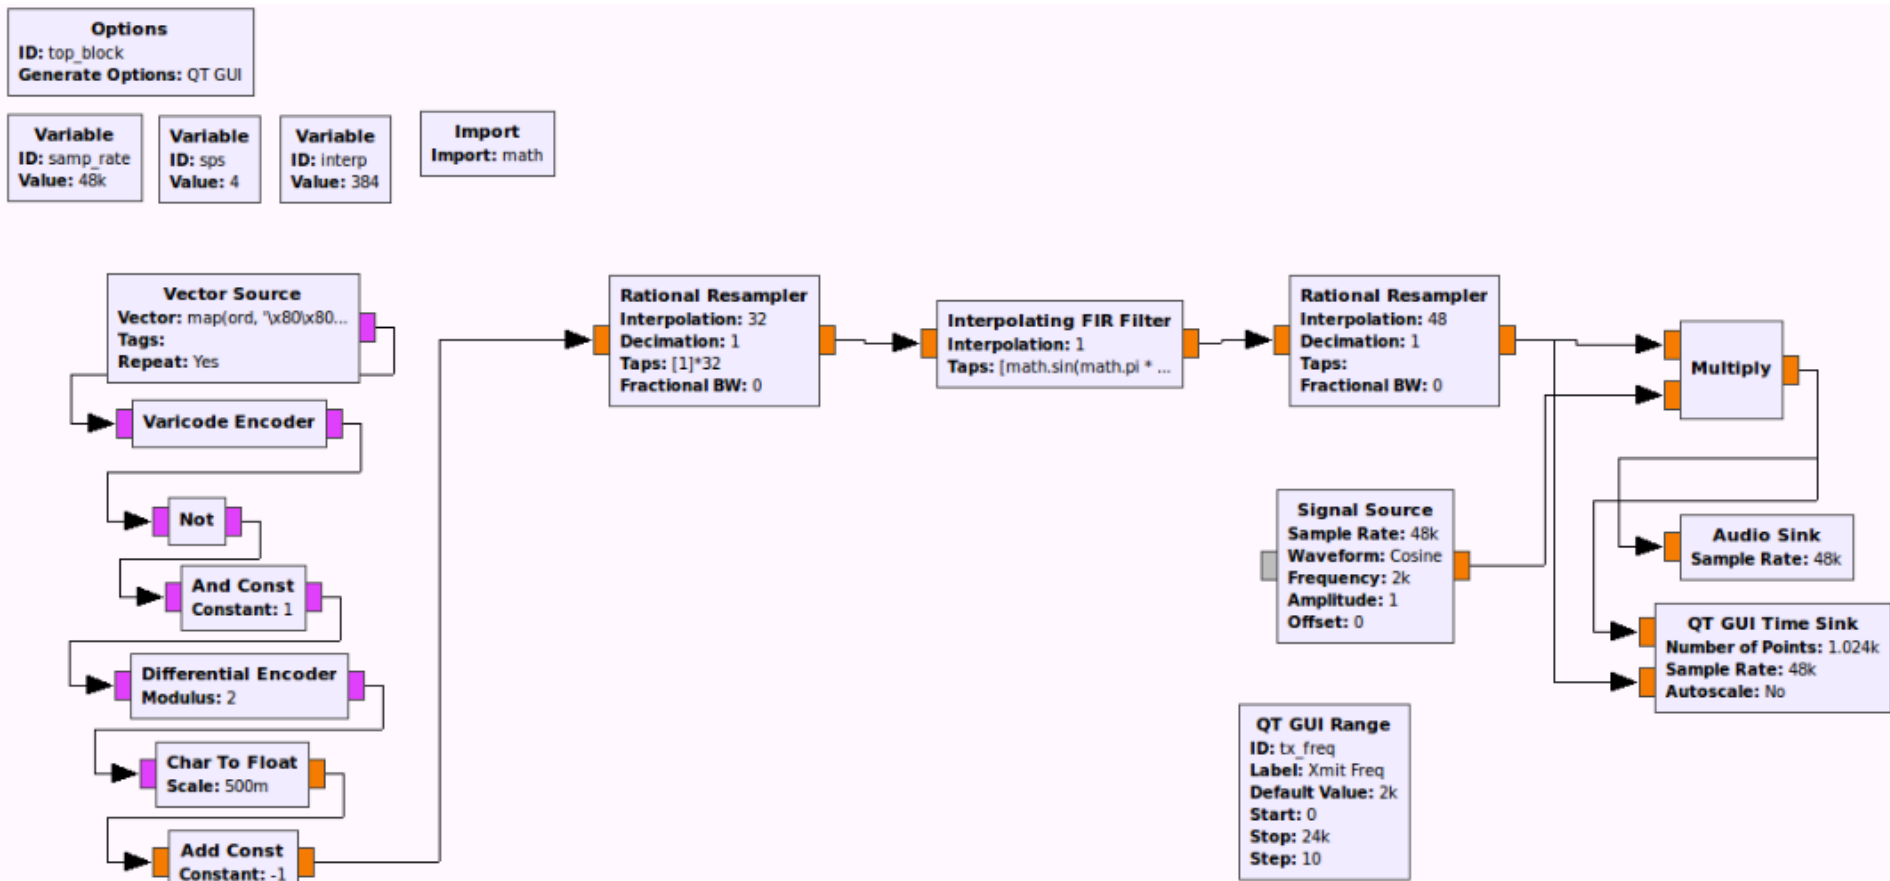 Options
ID: top_block
Generate Options: QT GUI
Variable
ID: samp_rate
Value: 48k
Variable
ID: sps
Value: 4
Variable
ID: interp
Value: 384
Import
Import: math
Vector Source
Vector: map(ord, "\x80\x80...
Tags:
Repeat: Yes
Varicode Encoder
Not
And Const
Constant: 1
Differential Encoder
Modulus: 2
Char To Float
Scale: 500m
Add Const
Constant: -1
Rational Resampler
Interpolation: 32
Decimation: 1
Taps: [1]*32
Fractional BW: 0
Interpolating FIR Filter
Interpolation: 1
Taps: [math.sin(math.pi * ...
Rational Resampler
Interpolation: 48
Decimation: 1
Taps:
Fractional BW: 0
Multiply
Signal Source
Sample Rate: 48k
Waveform: Cosine
Frequency: 2k
Amplitude: 1
Offset: 0
Audio Sink
Sample Rate: 48k
QT GUI Time Sink
Number of Points: 1.024k
Sample Rate: 48k
Autoscale: No
QT GUI Range
ID: tx_freq
Label: Xmit Freq
Default Value: 2k
Start: 0
Stop: 24k
Step: 10